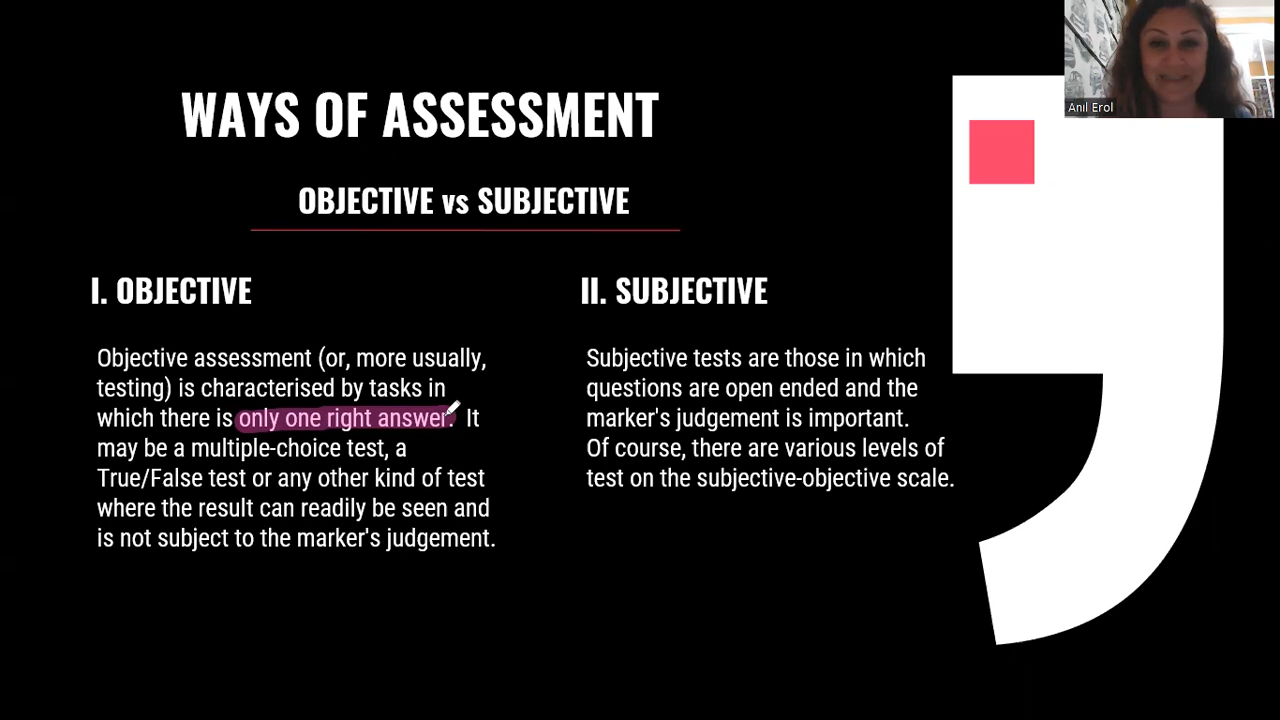 Anıl Erol
WAYS OF ASSESSMENT
OBJECTIVE vs SUBJECTIVE
I. OBJECTIVE
Objective assessment (or, more usually,
testing) is characterised by tasks in
which there is only one right answer. It
may be a multiple-choice test, a
True/False test or any other kind of test
where the result can readily be seen and
is not subject to the marker's judgement.
II. SUBJECTIVE
Subjective tests are those in which
questions are open ended and the
marker's judgement is important.
Of course, there are various levels of
test on the subjective-objective scale.